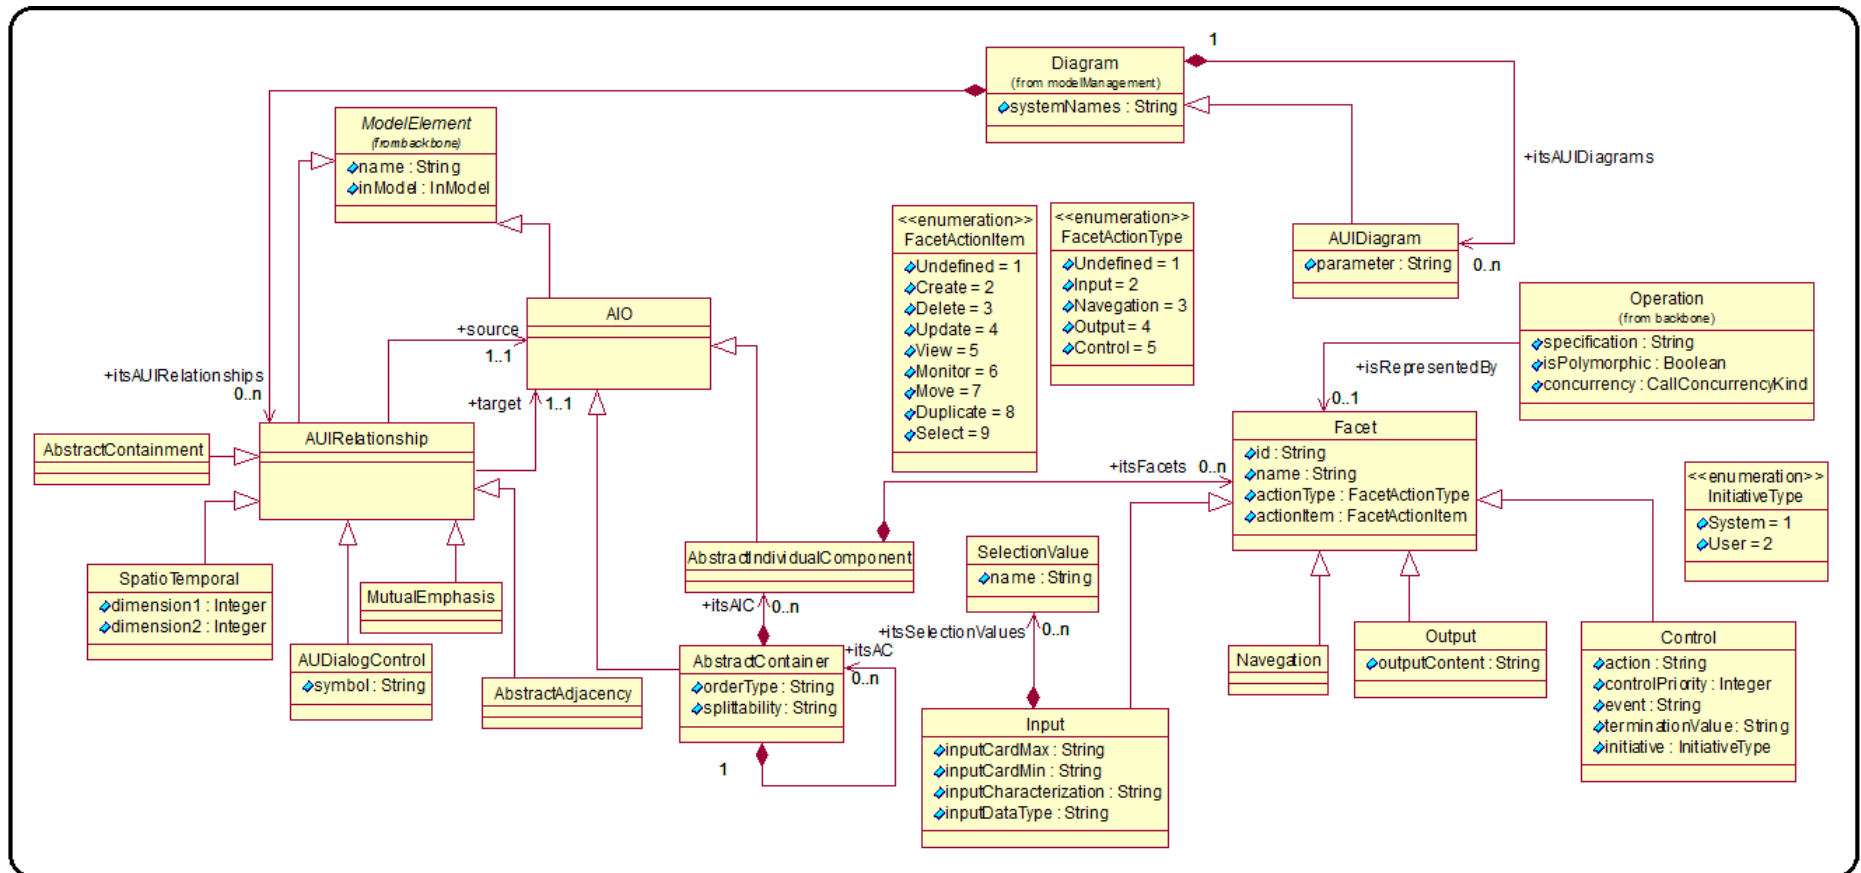 1
Diagram
(from modelManagement)
systemNames : String
+itsAUIDiagrams
ModelElement
(frombackbone)
name : String
inModel : InModel
<<enumeration>>
FacetActionItem
Undefined = 1
Create = 2
Delete = 3
Update = 4
View = 5
Monitor = 6
Move = 7
Duplicate = 8
Select = 9
<<enumeration>>
FacetActionType
Undefined = 1
Input = 2
Navegation = 3
Output = 4
Control = 5
AUIDiagram
parameter : String
0..n
Operation
(from backbone)
specification : String
isPolymorphic : Boolean
concurrency : CallConcurrencyKind
AIO
+source
1..1
+target
1..1
+itsAUIRelationships
0..n
+isRepresentedBy
0..1
AUIRelationship
AbstractContainment
Facet
id : String
name : String
actionType : FacetActionType
actionItem : FacetActionItem
+itsFacets
0..n
<<enumeration>>
InitiativeType
System = 1
User = 2
SpatioTemporal
dimension1 : Integer
dimension2 : Integer
MutualEmphasis
AUDialogControl
symbol : String
AbstractAdjacency
AbstractIndividualComponent
+itsAIC
0..n
SelectionValue
name : String
+itsSelectionValues
0..n
AbstractContainer
orderType : String
splittability : String
+itsAC
0..n
1
Input
inputCardMax : String
inputCardMin : String
inputCharacterization : String
inputDataType : String
Navegation
Output
outputContent : String
Control
action : String
controlPriority : Integer
event : String
terminationValue : String
initiative : InitiativeType